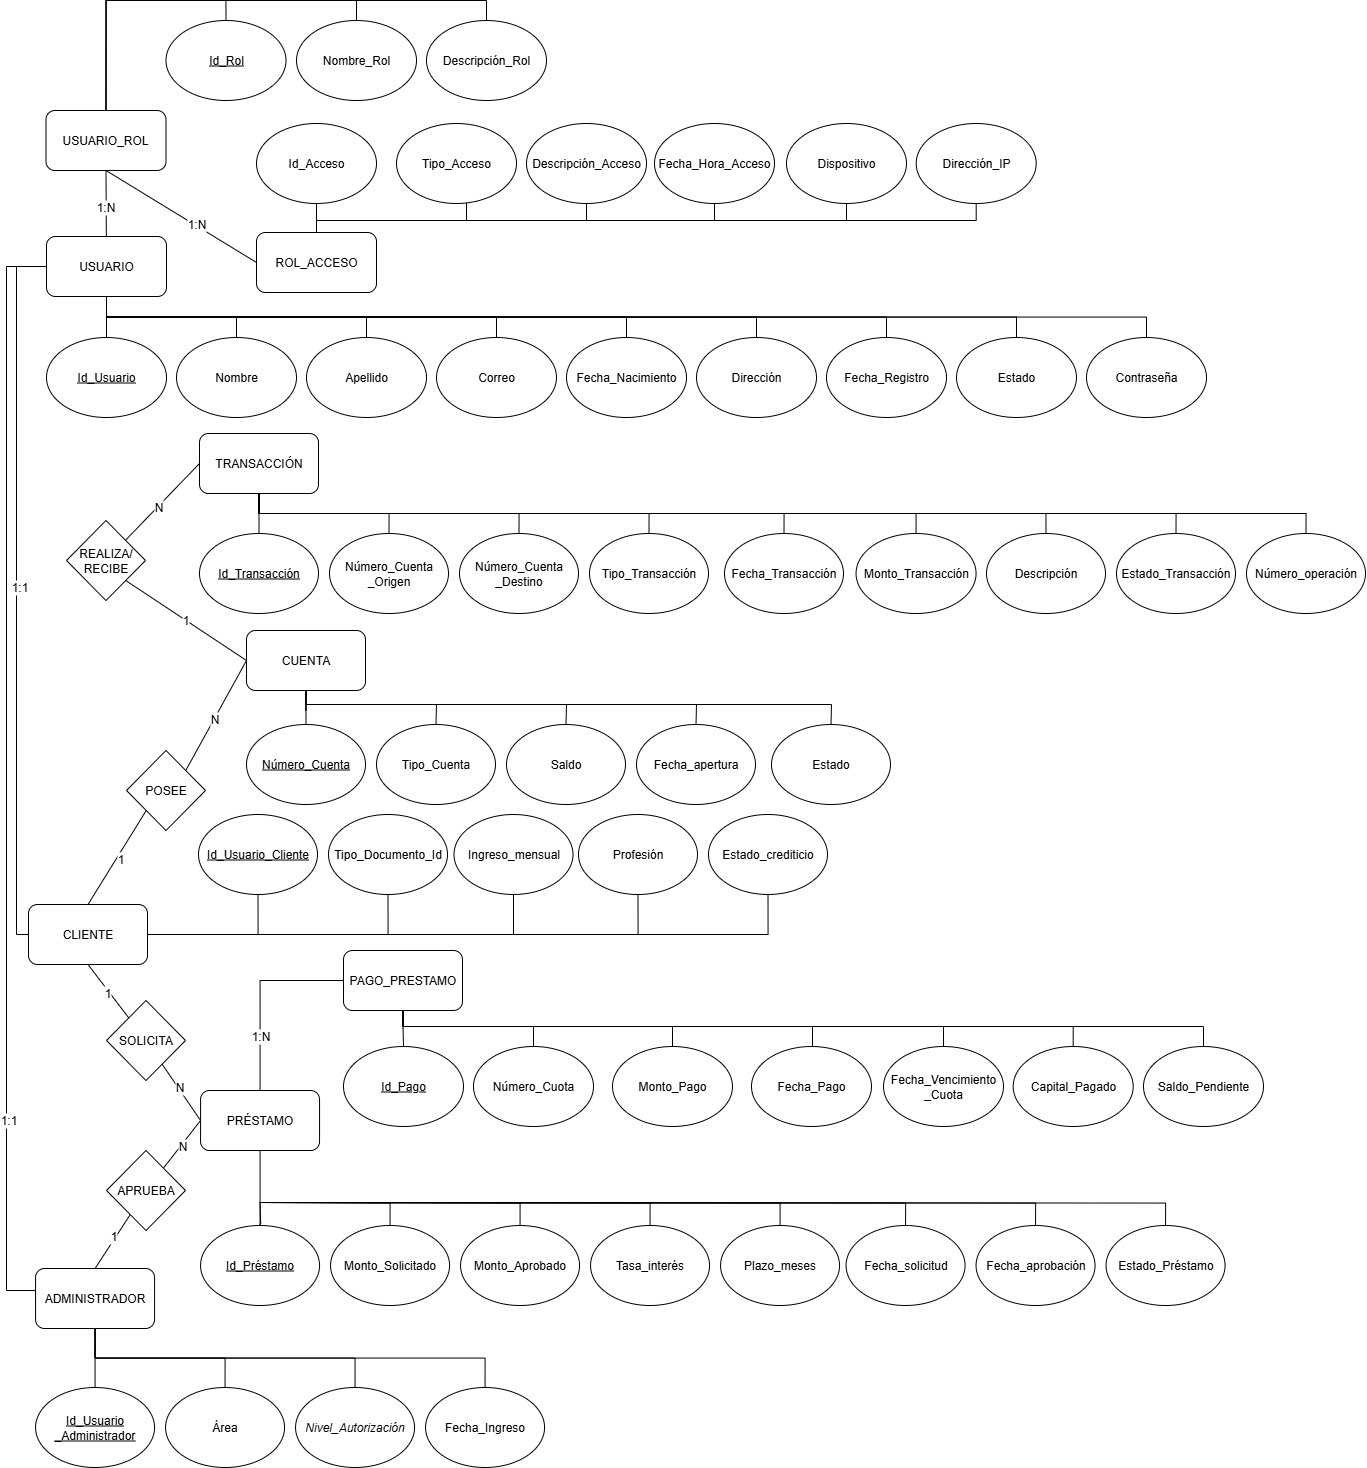 Id_Rol
Nombre_Rol
Descripción_Rol
USUARIO_ROL
Id_Acceso
Tipo_Acceso
Descripción_Acceso
Fecha_Hora_Acceso
Dispositivo
Dirección_IP
1:N
1:N
USUARIO
ROL_ACCESO
Id_Usuario
Nombre
Apellido
Correo
Fecha_Nacimiento
Dirección
Fecha_Registro
Estado
Contraseña
TRANSACCIÓN
N
REALIZA/
RECIBE
Id_Transacción
Número_Cuenta
_Origen
Número_Cuenta
_Destino
Tipo_Transacción
Fecha_Transacción
Monto_Transacción
Descripción
Estado_Transacción
Número_operación
1:1
1
CUENTA
N
Número_Cuenta
Tipo_Cuenta
Saldo
Fecha_apertura
Estado
POSEE
1
Id_Usuario_Cliente
Tipo_Documento_Id
Ingreso_mensual
Profesión
Estado_crediticio
CLIENTE
PAGO_PRESTAMO
1
SOLICITA
1:N
Id_Pago
Número_Cuota
Monto_Pago
Fecha_Pago
Fecha_Vencimiento
_Cuota
Capital_Pagado
Saldo_Pendiente
N
1:1
PRÉSTAMO
N
APRUEBA
1
Id_Préstamo
Monto_Solicitado
Monto_Aprobado
Tasa_interés
Plazo_meses
Fecha_solicitud
Fecha_aprobación
Estado_Préstamo
ADMINISTRADOR
Id_Usuario
_Administrador
Área
Nivel_Autorización
Fecha_Ingreso